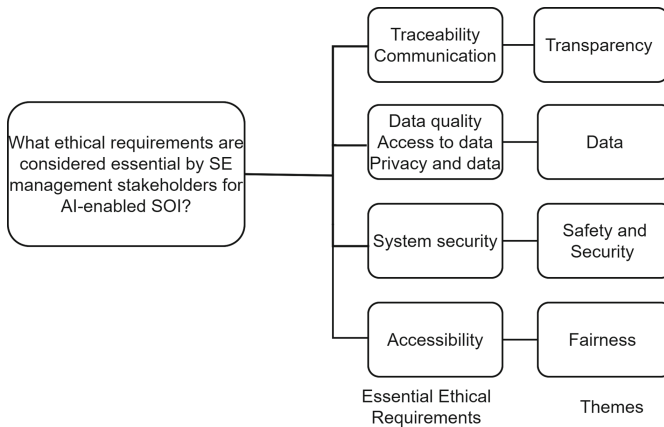 What ethical requirements are
considered essential by SE
management stakeholders for
AI-enabled SOI?
Traceability
Communication
Transparency
Data quality
Access to data
Privacy and data
Data
System security
Safety and
Security
Accessibility
Fairness
Essential Ethical
Requirements
Themes